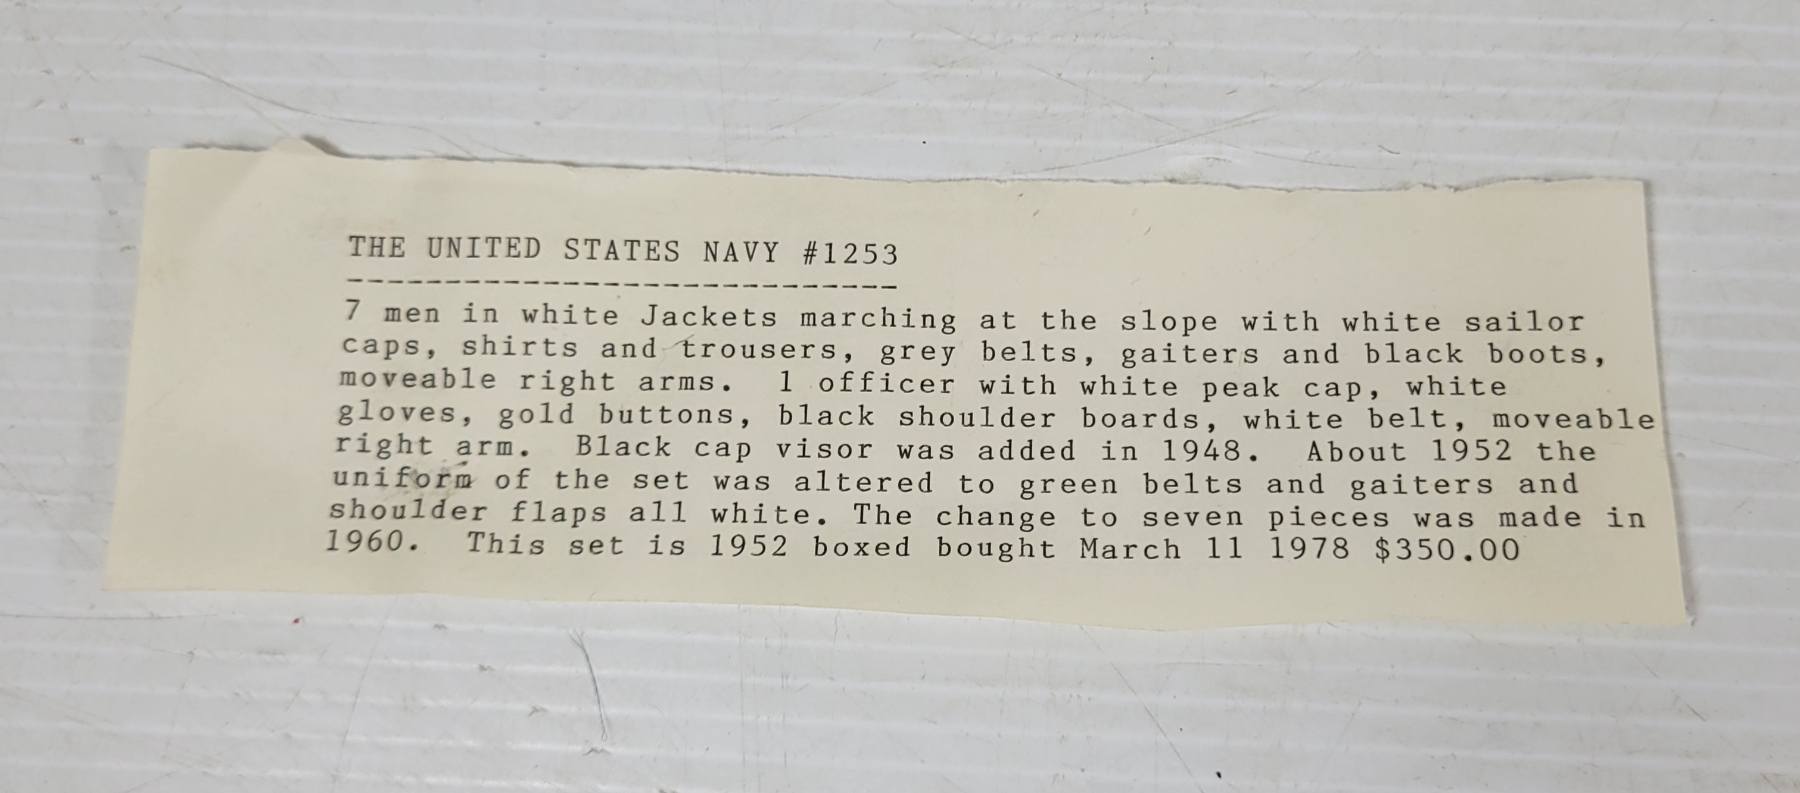 THE UNITED STATES NAVY #1253
----------------------------
7 men in white Jackets marching at the slope with white sailor
caps, shirts and trousers, grey belts, gaiters and black boots,
moveable right arms.  1 officer with white peak cap, white
gloves, gold buttons, black shoulder boards, white belt, moveable
right arm.  Black cap visor was added in 1948.  About 1952 the
uniform of the set was altered to green belts and gaiters and
shoulder flaps all white. The change to seven pieces was made in
1960.  This set is 1952 boxed bought March 11 1978 $350.00